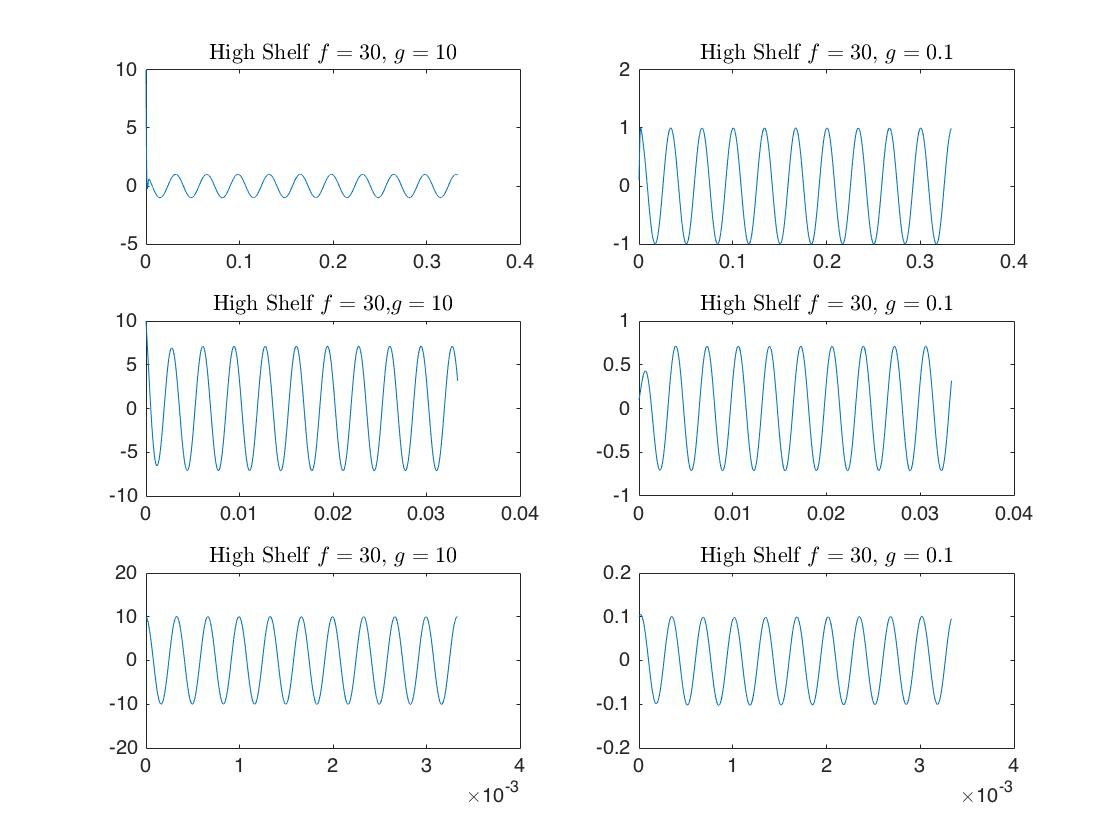 High Shelf f = 30, g = 10
10
5
0
-5
0 0.1 0.2 0.3 0.4
High Shelf f = 30, g = 0.1
2
1
0
-1
0 0.1 0.2 0.3 0.4
High Shelf f = 30,g = 10
10
5
0
-5
-10
0 0.01 0.02 0.03 0.04
High Shelf f = 30, g = 0.1
1
0.5
0
-0.5
-1
0 0.01 0.02 0.03 0.04
High Shelf f = 30, g = 10
20
10
0
-10
-20
0 1 2 3 4
×10-3
High Shelf f = 30, g = 0.1
0.2
0.1
0
-0.1
-0.2
0 1 2 3 4
×10-3